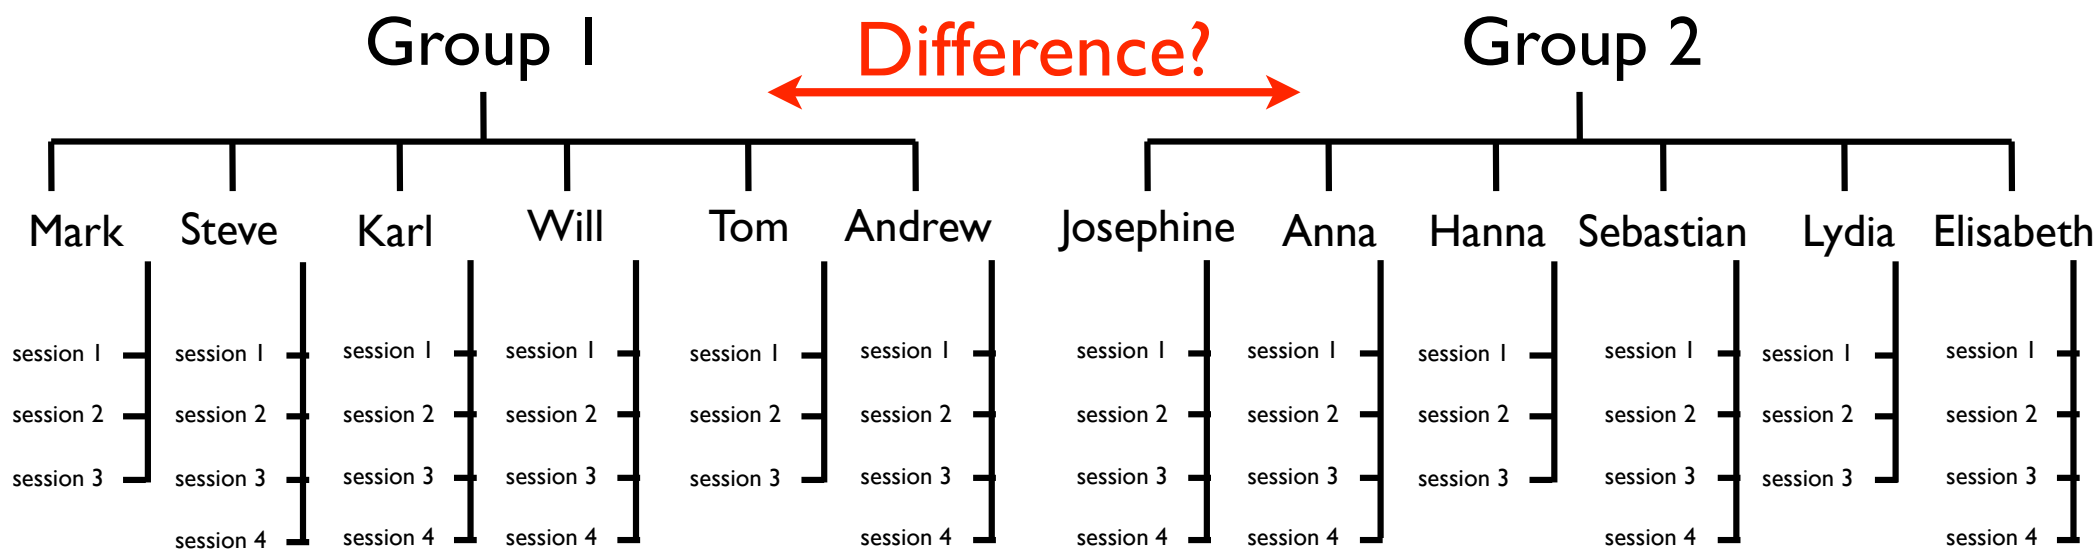 Group 1 Difference? Group 2
Mark Steve Karl Will Tom Andrew Josephine Anna Hanna Sebastian Lydia Elisabeth
session 1 session 1 session 1 session 1 session 1 session 1 session 1 session 1 session 1 session 1 session 1 session 1
session 2 session 2 session 2 session 2 session 2 session 2 session 2 session 2 session 2 session 2 session 2 session 2
session 3 session 3 session 3 session 3 session 3 session 3 session 3 session 3 session 3 session 3 session 3 session 3
session 4 session 4 session 4 session 4 session 4 session 4 session 4 session 4